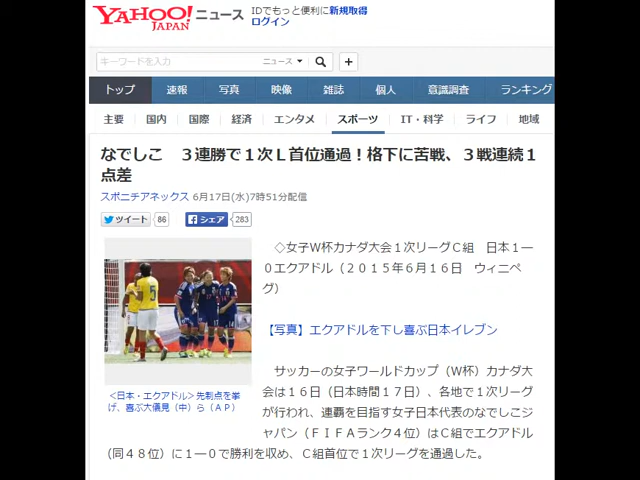 YAHOO! JAPAN ニュース
IDでもっと便利に新規取得
ログイン
キーワードを入力 ニュース
トップ 速報 写真 映像 雑誌 個人 意識調査 ランキング
主要 国内 国際 経済 エンタメ スポーツ IT・科学 ライフ 地域
なでしこ　３連勝で１次Ｌ首位通過！格下に苦戦、３戦連続１
点差
スポニチアネックス 6月17日(水)7時51分配信
ツイート 86 シェア 283
◇女子Ｗ杯カナダ大会１次リーグＣ組　日本１―
０エクアドル（２０１５年６月１６日　ウィニペ
グ）
【写真】エクアドルを下し喜ぶ日本イレブン
サッカーの女子ワールドカップ（Ｗ杯）カナダ大
会は１６日（日本時間１７日）、各地で１次リーグ
が行われ、連覇を目指す女子日本代表のなでしこジ
ャパン（ＦＩＦＡランク４位）はＣ組でエクアドル
（同４８位）に１―０で勝利を収め、Ｃ組首位で１次リーグを通過した。
＜日本・エクアドル＞先制点を挙
げ、喜ぶ大儀見（中）ら（ＡＰ）